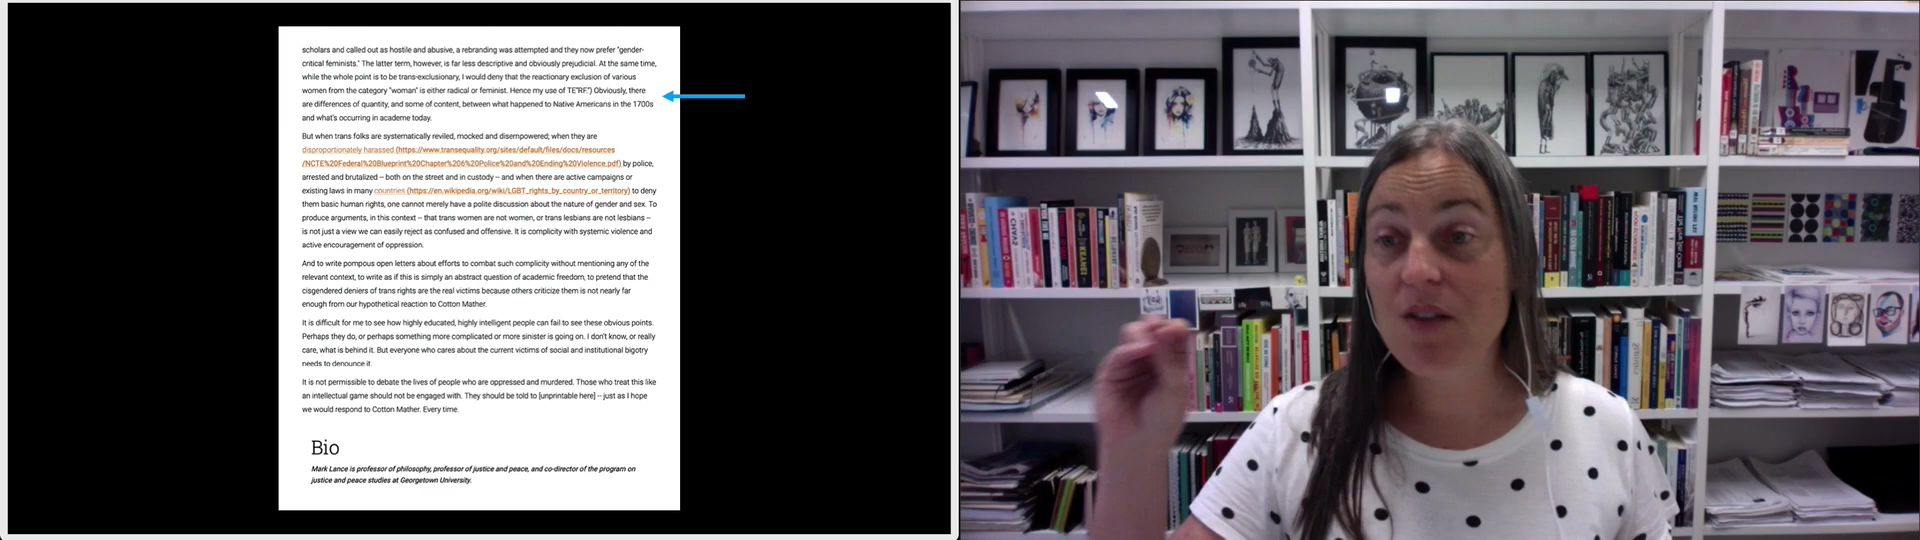 scholars and called out as hostile and abusive, a rebranding was attempted and they now prefer "gender-
critical feminists." The latter term, however, is far less descriptive and obviously prejudicial. At the same time,
while the whole point is to be trans-exclusionary, I would deny that the reactionary exclusion of various
women from the category "woman" is either radical or feminist. Hence my use of TE"RF.") Obviously, there
are differences of quantity, and some of content, between what happened to Native Americans in the 1700s
and what's occurring in academe today.
But when trans folks are systematically reviled, mocked and disempowered; when they are
disproportionately harassed (https://www.transequality.org/sites/default/files/docs/resources
/NCTE%20Federal%20Blueprint%20Chapter%206%20Police%20and%20Ending%20Violence.pdf) by police,
arrested and brutalized -- both on the street and in custody -- and when there are active campaigns or
existing laws in many countries (https://en.wikipedia.org/wiki/LGBT_rights_by_country_or_territory) to deny
them basic human rights, one cannot merely have a polite discussion about the nature of gender and sex. To
produce arguments, in this context -- that trans women are not women, or trans lesbians are not lesbians --
is not just a view we can easily reject as confused and offensive. It is complicity with systemic violence and
active encouragement of oppression.
And to write pompous open letters about efforts to combat such complicity without mentioning any of the
relevant context, to write as if this is simply an abstract question of academic freedom, to pretend that the
cisgendered deniers of trans rights are the real victims because others criticize them is not nearly far
enough from our hypothetical reaction to Cotton Mather.
It is difficult for me to see how highly educated, highly intelligent people can fail to see these obvious points.
Perhaps they do, or perhaps something more complicated or more sinister is going on. I don't know, or really
care, what is behind it. But everyone who cares about the current victims of social and institutional bigotry
needs to denounce it.
It is not permissible to debate the lives of people who are oppressed and murdered. Those who treat this like
an intellectual game should not be engaged with. They should be told to [unprintable here] -- just as I hope
we would respond to Cotton Mather. Every time.
Bio
Mark Lance is professor of philosophy, professor of justice and peace, and co-director of the program on
justice and peace studies at Georgetown University.